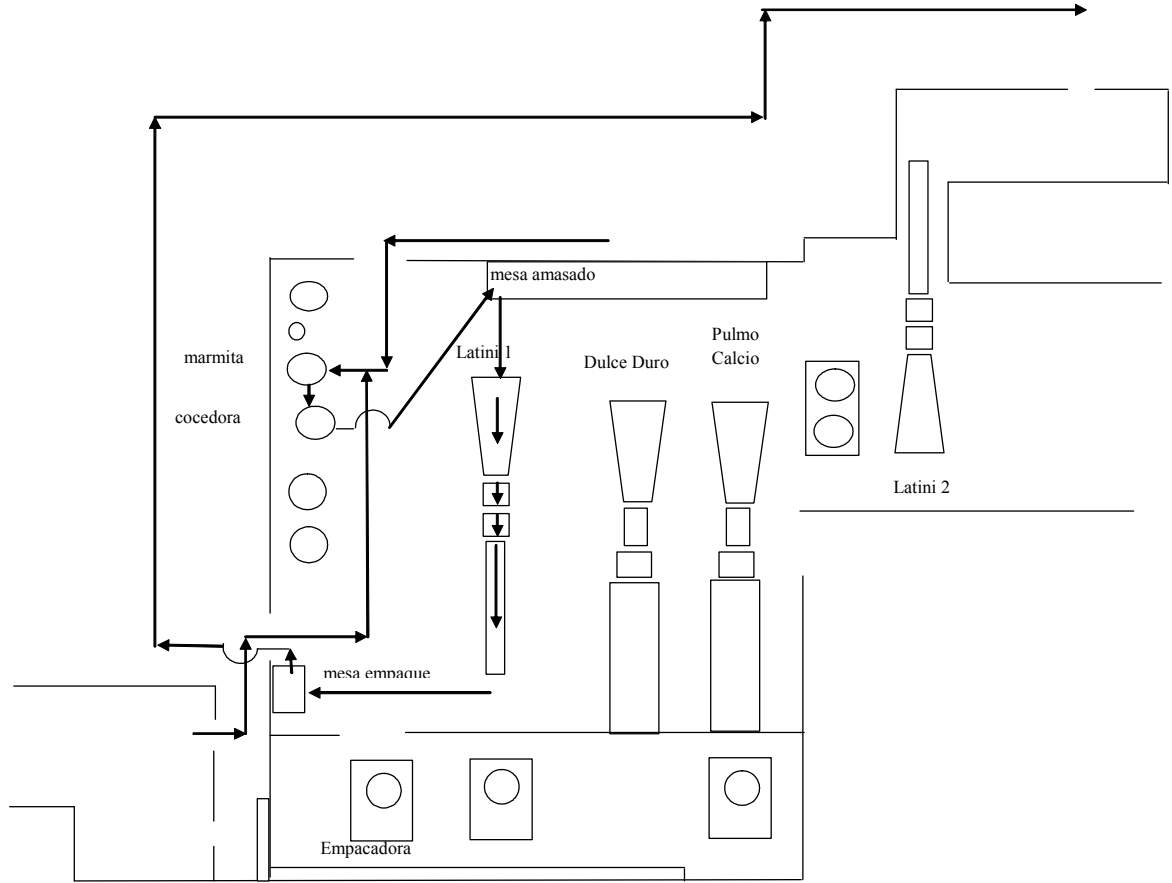 mesa amasado
Pulmo
Calcio
Latini 1
Dulce Duro
marmita
cocedora
Latini 2
mesa empaque
Empacadora